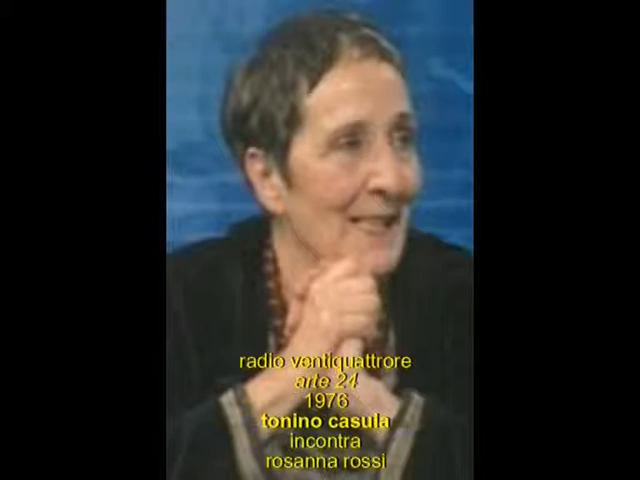 radio ventiquattrore
arte 24
1976
tonino casula
incontra
rosanna rossi